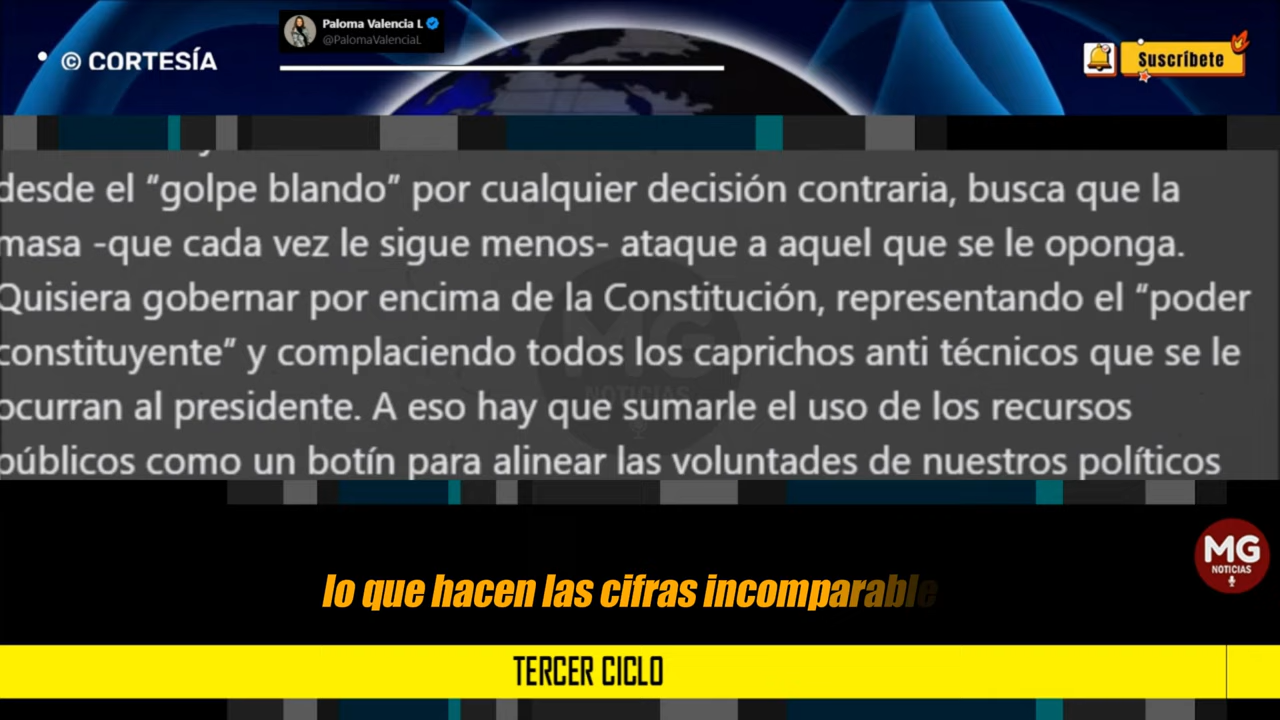 Paloma Valencia L
@PalomaValenciaL
© CORTESÍA
Suscríbete
desde el “golpe blando” por cualquier decisión contraria, busca que la
masa -que cada vez le sigue menos- ataque a aquel que se le oponga.
Quisiera gobernar por encima de la Constitución, representando el “poder
constituyente” y complaciendo todos los caprichos anti técnicos que se le
ocurran al presidente. A eso hay que sumarle el uso de los recursos
públicos como un botín para alinear las voluntades de nuestros políticos
MG
NOTICIAS
lo que hacen las cifras incomparable
MG
NOTICIAS
TERCER CICLO